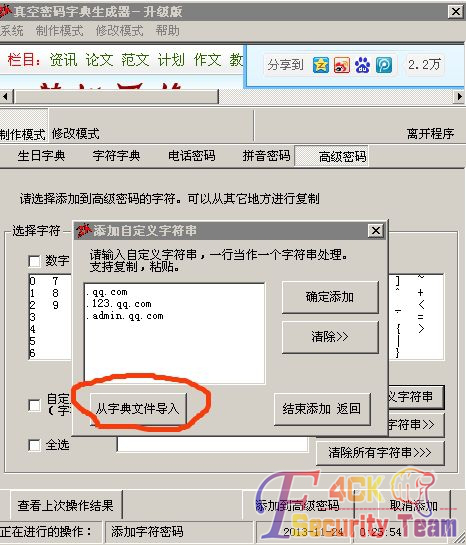 真空密码字典生成器－升级版
系统 制作模式 修改模式 帮助
栏目: 资讯 论文 范文 作文 教
分享到 2.2万
制作模式 修改模式 离开程序
生日字典 字符字典 电话密码 拼音密码 高级密码
请选择添加到高级密码的字符。可以从其它地方进行复制
选择字符
数字
0 7
1 8
2 9
3
4
5
6
] ~
^ +
_ <
{ =
| >
}
添加自定义字符串
请输入自定义字符串，一行当作一个字符串处理。
支持复制，粘贴。
.qq.com
.123.qq.com
.admin.qq.com
确定添加
清除>>
从字典文件导入
结束添加 返回
义字符串
字符串>>
全选
清除所有字符串>>
查看上次操作结果 添加到高级密码 取消添加
正在进行的操作: 添加字符密码 2013-11-24 0:25:54
F4CK
Security Team